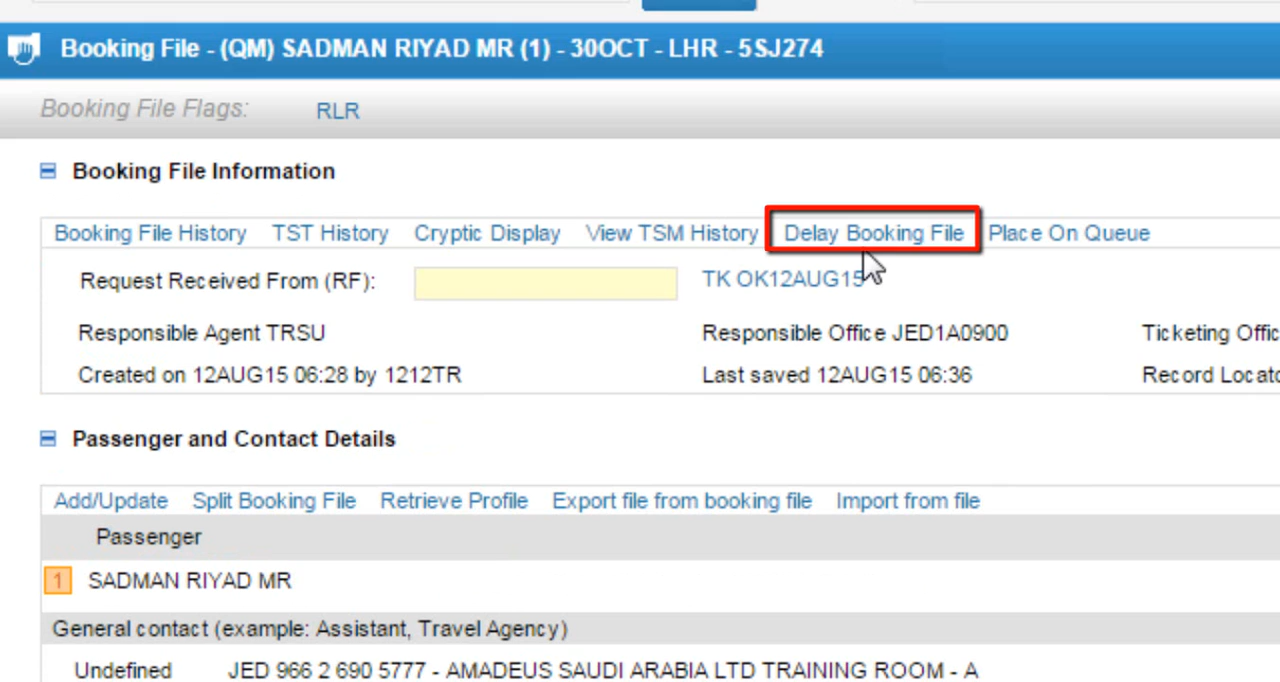 Booking File - (QM) SADMAN RIYAD MR (1) - 30OCT - LHR - 5SJ274
Booking File Flags: RLR
Booking File Information
Booking File History TST History Cryptic Display View TSM History Delay Booking File Place On Queue
Request Received From (RF): TK OK12AUG15
Responsible Agent TRSU Responsible Office JED1A0900 Ticketing Offic
Created on 12AUG15 06:28 by 1212TR Last saved 12AUG15 06:36 Record Locato
Passenger and Contact Details
Add/Update Split Booking File Retrieve Profile Export file from booking file Import from file
Passenger
1 SADMAN RIYAD MR
General contact (example: Assistant, Travel Agency)
Undefined JED 966 2 690 5777 - AMADEUS SAUDI ARABIA LTD TRAINING ROOM - A